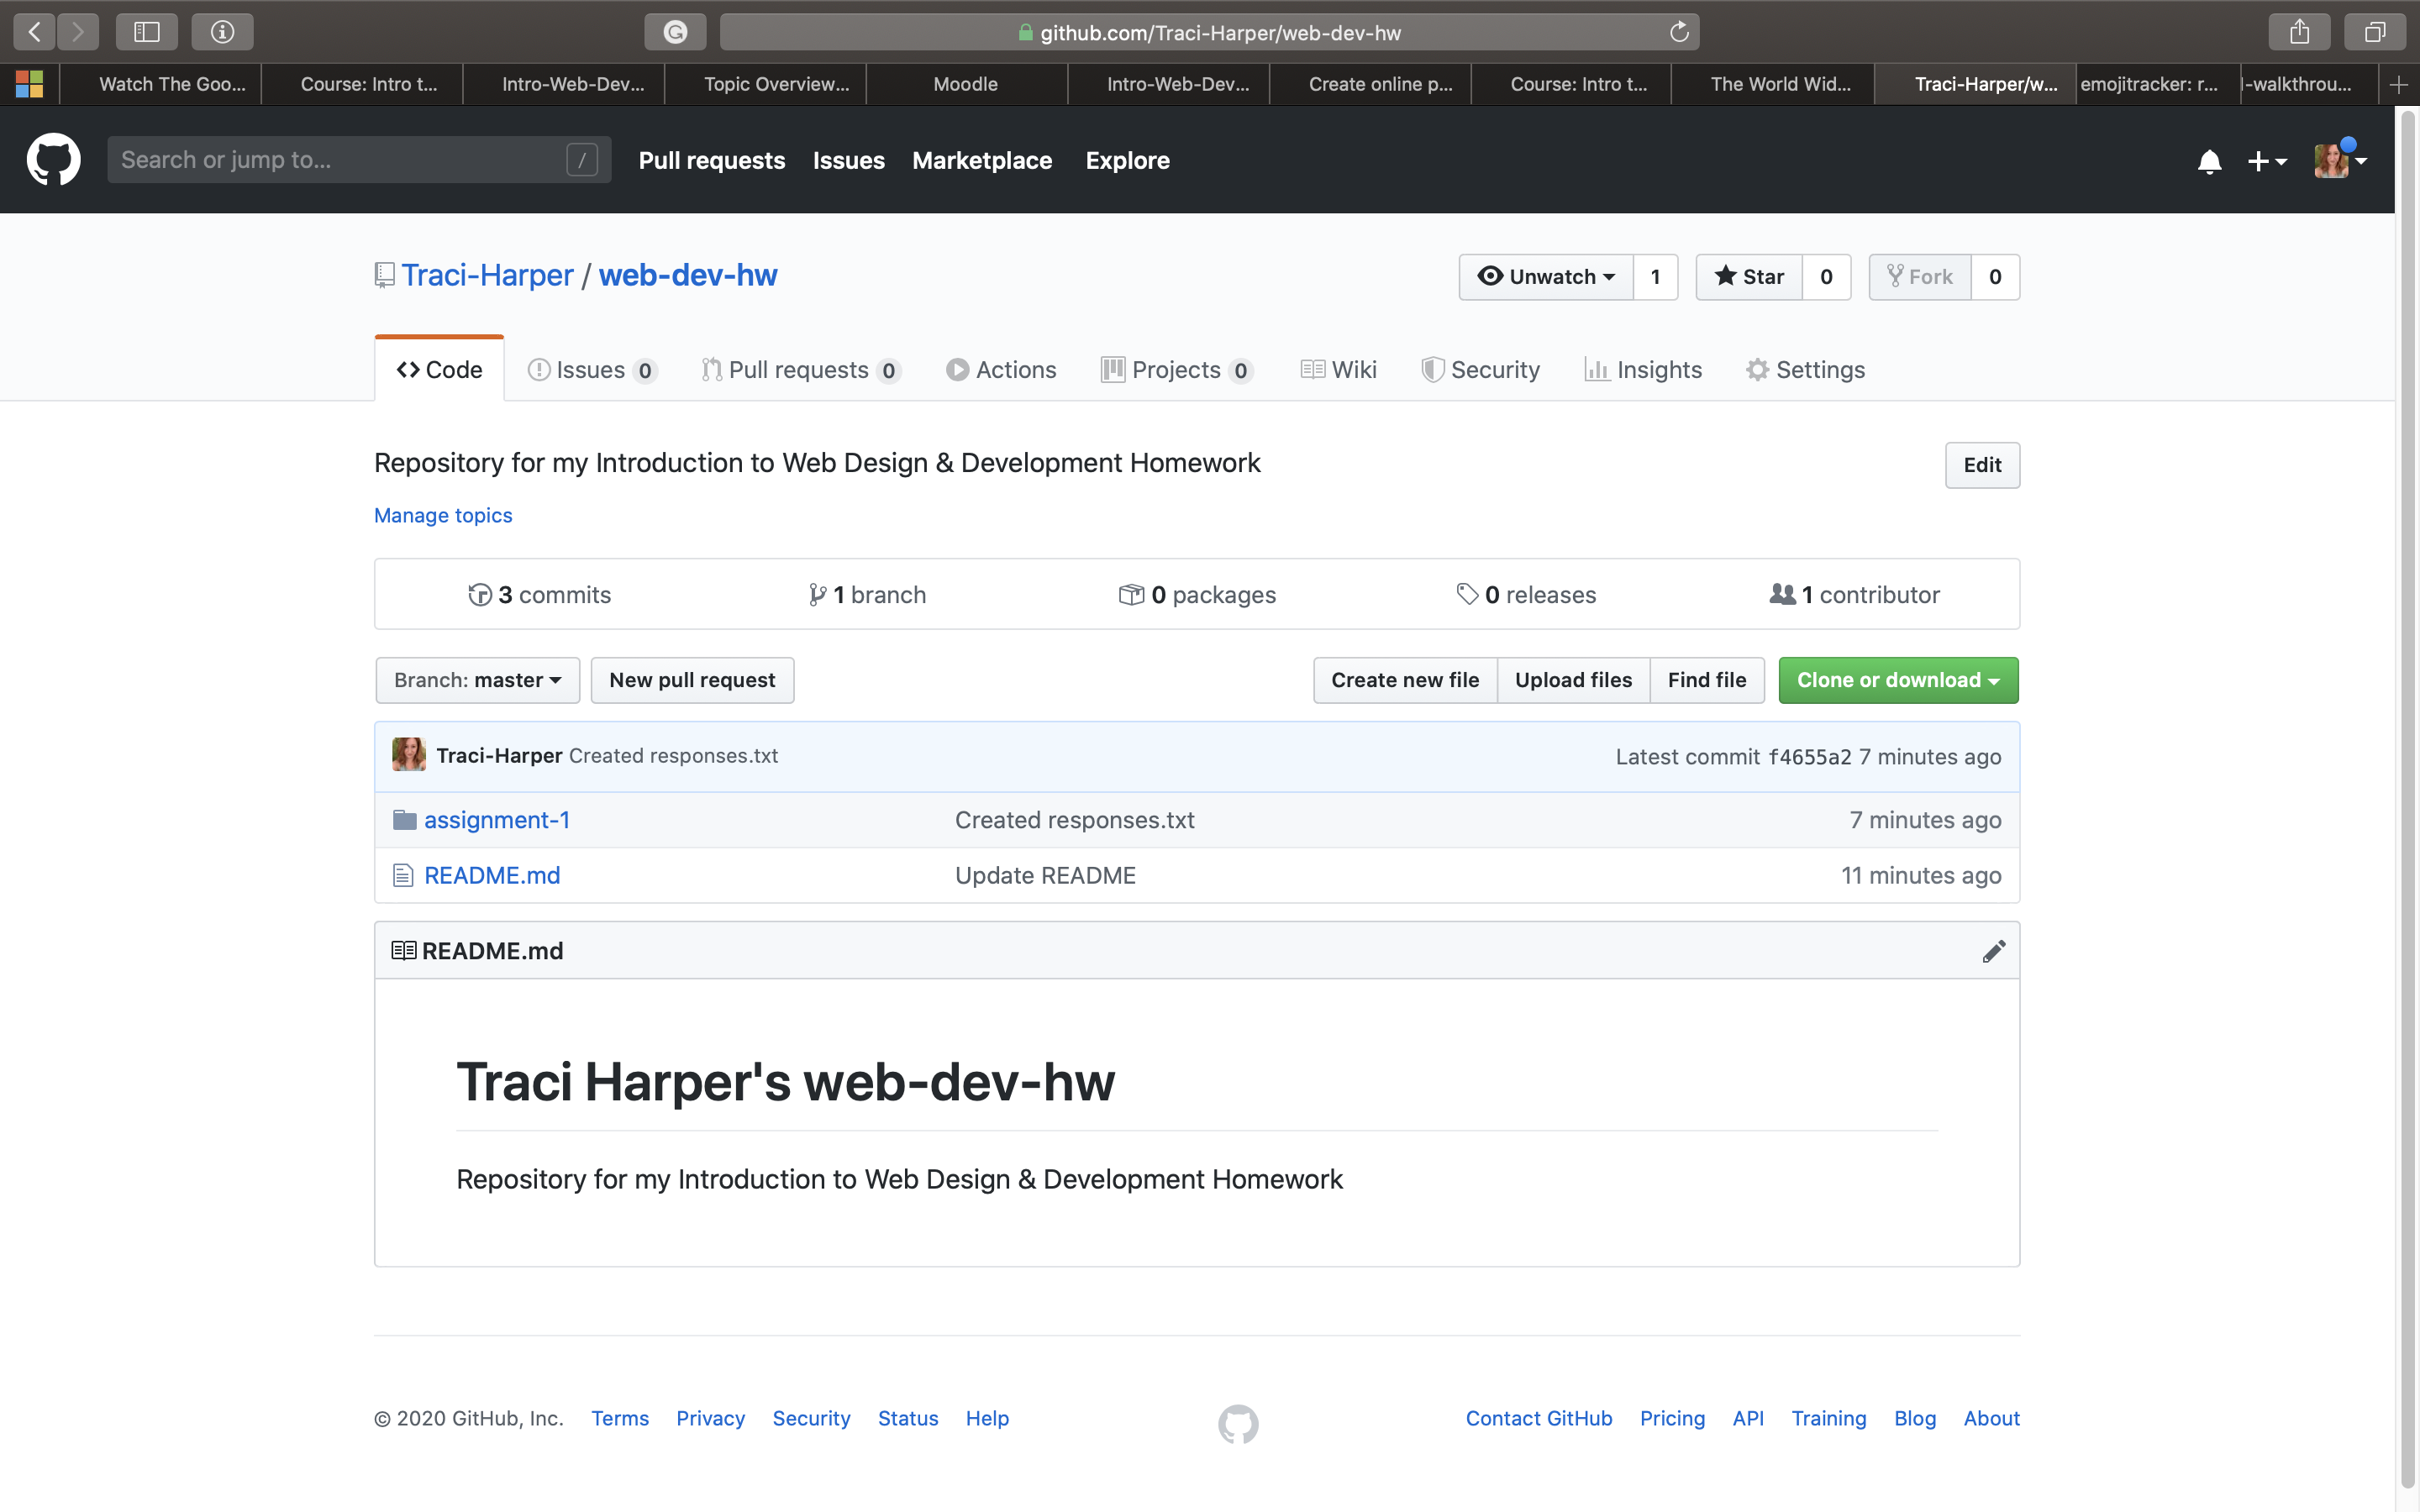 github.com/Traci-Harper/web-dev-hw
Watch The Goo... Course: Intro t... Intro-Web-Dev... Topic Overview... Moodle Intro-Web-Dev... Create online p... Course: Intro t... The World Wid... Traci-Harper/w... emojitracker: r... -walkthrou...
Search or jump to... / Pull requests Issues Marketplace Explore
Traci-Harper / web-dev-hw Unwatch 1 Star 0 Fork 0
Code Issues 0 Pull requests 0 Actions Projects 0 Wiki Security Insights Settings
Repository for my Introduction to Web Design & Development Homework Edit
Manage topics
3 commits 1 branch 0 packages 0 releases 1 contributor
Branch: master New pull request Create new file Upload files Find file Clone or download
Traci-Harper Created responses.txt Latest commit f4655a2 7 minutes ago
assignment-1 Created responses.txt 7 minutes ago
README.md Update README 11 minutes ago
README.md
Traci Harper's web-dev-hw
Repository for my Introduction to Web Design & Development Homework
© 2020 GitHub, Inc. Terms Privacy Security Status Help Contact GitHub Pricing API Training Blog About